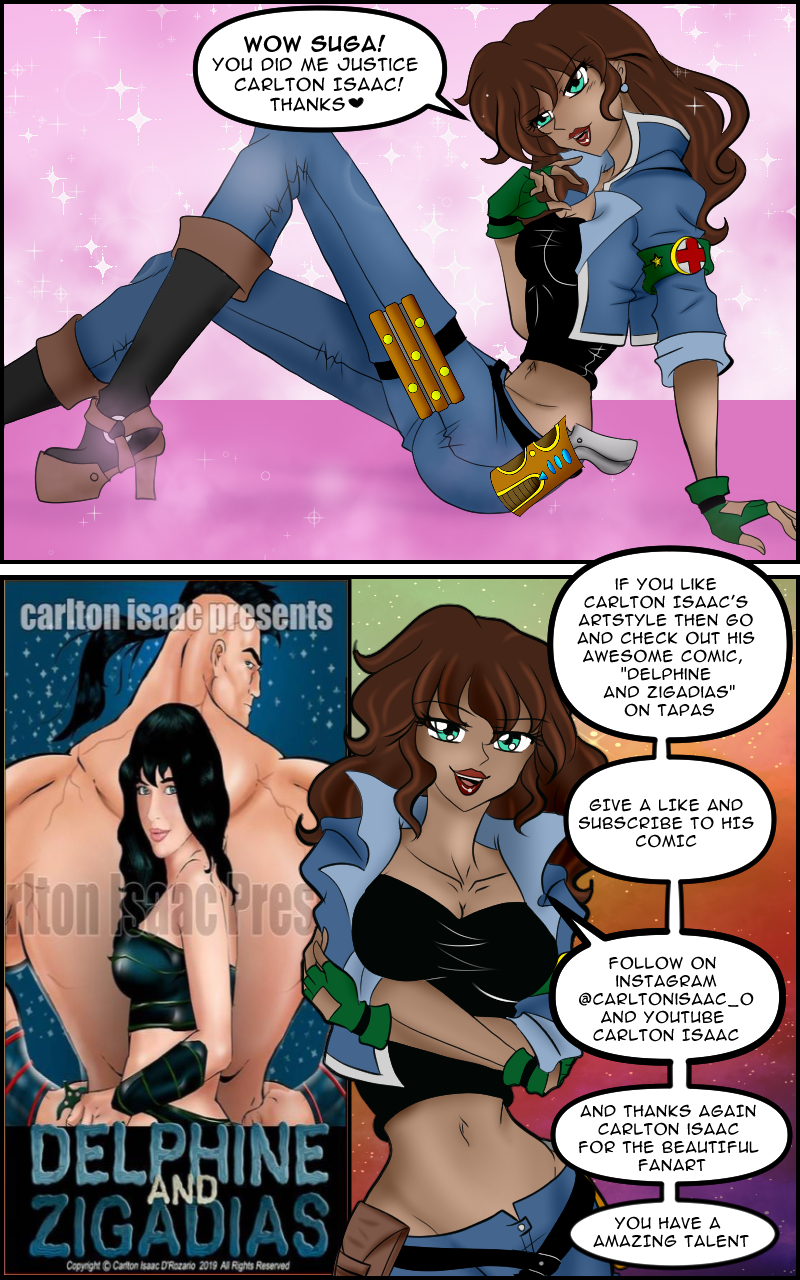 WOW SUGA!
YOU DID ME JUSTICE
CARLTON ISAAC!
THANKS♥
carlton isaac presents
rlton Isaac Pres
DELPHINE
AND
ZIGADIAS
Copyright © Carlton Isaac D'Rozario 2019 All Rights Reserved
IF YOU LIKE
CARLTON ISAAC'S
ARTSTYLE THEN GO
AND CHECK OUT HIS
AWESOME COMIC,
"DELPHINE
AND ZIGADIAS"
ON TAPAS
GIVE A LIKE AND
SUBSCRIBE TO HIS
COMIC
FOLLOW ON
INSTAGRAM
@CARLTONISAAC_O
AND YOUTUBE
CARLTON ISAAC
AND THANKS AGAIN
CARLTON ISAAC
FOR THE BEAUTIFUL
FANART
YOU HAVE A
AMAZING TALENT